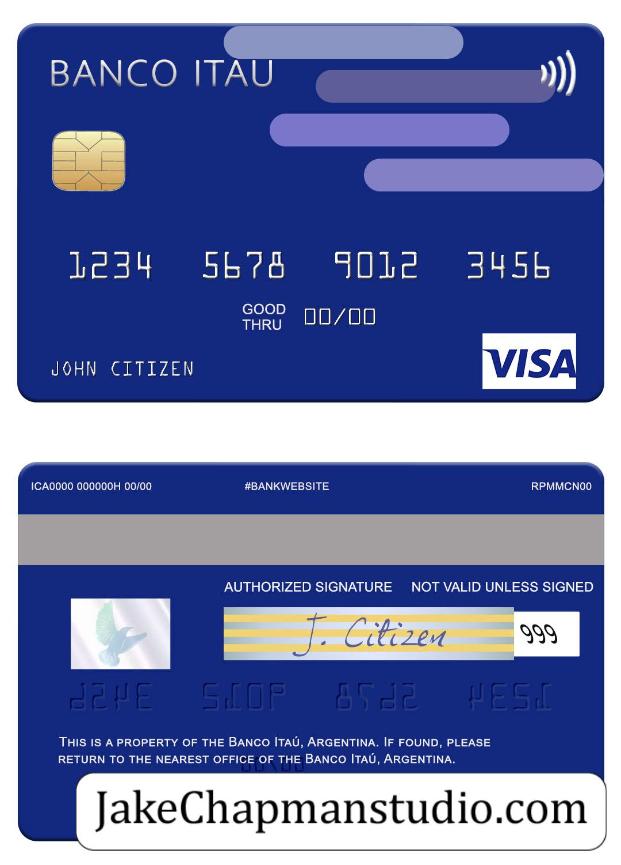 BANCO ITAU
1234 5678 9012 3456
GOOD
THRU 00/00
JOHN CITIZEN
VISA
ICA0000 000000H 00/00 #BANKWEBSITE RPMMCN00
AUTHORIZED SIGNATURE NOT VALID UNLESS SIGNED
J. Citizen 999
THIS IS A PROPERTY OF THE BANCO ITAÚ, ARGENTINA. IF FOUND, PLEASE
RETURN TO THE NEAREST OFFICE OF THE BANCO ITAÚ, ARGENTINA.
JakeChapmanstudio.com